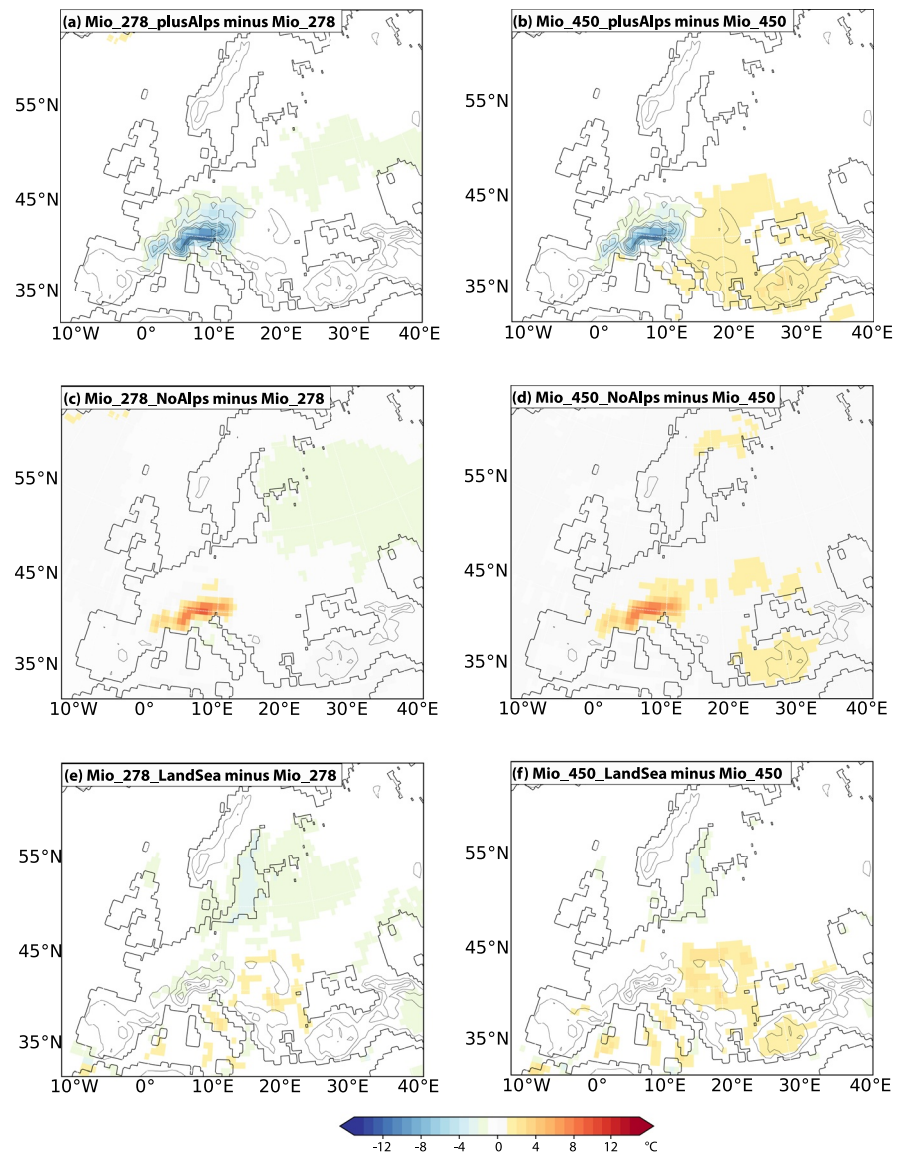 (a) Mio_278_plusAlps minus Mio_278
(b) Mio_450_plusAlps minus Mio_450
55°N
45°N
35°N
55°N
45°N
35°N
10°W 0° 10°E 20°E 30°E 40°E
10°W 0° 10°E 20°E 30°E 40°E
(c) Mio_278_NoAlps minus Mio_278
(d) Mio_450_NoAlps minus Mio_450
55°N
45°N
35°N
55°N
45°N
35°N
10°W 0° 10°E 20°E 30°E 40°E
10°W 0° 10°E 20°E 30°E 40°E
(e) Mio_278_LandSea minus Mio_278
(f) Mio_450_LandSea minus Mio_450
55°N
45°N
35°N
55°N
45°N
35°N
10°W 0° 10°E 20°E 30°E 40°E
10°W 0° 10°E 20°E 30°E 40°E
-12 -8 -4 0 4 8 12 °C